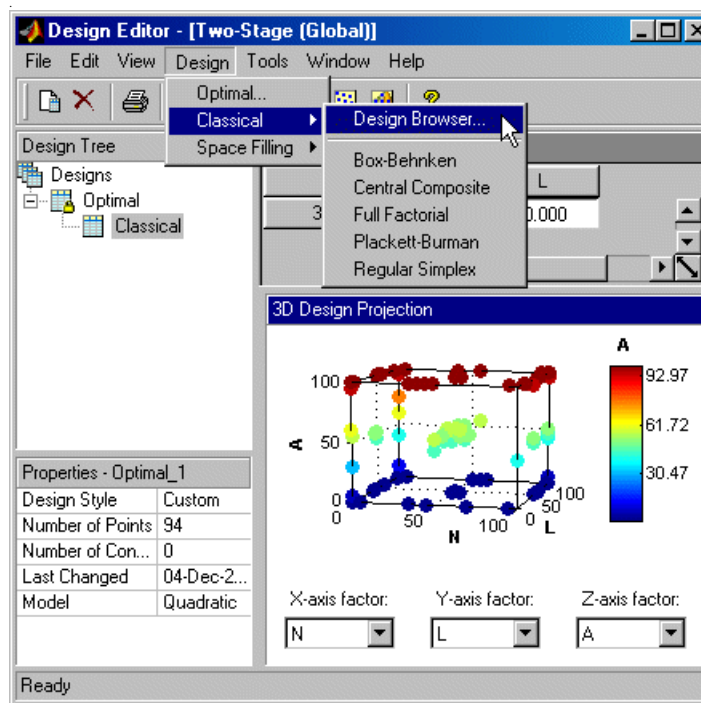 Design Editor - [Two-Stage (Global)]
File Edit View Design Tools Window Help
Optimal...
Classical
Space Filling
Design Browser...
Box-Behnken
Central Composite
Full Factorial
Plackett-Burman
Regular Simplex
Design Tree
Designs
Optimal
Classical
L
3
0.000
Properties - Optimal_1
Design Style Custom
Number of Points 94
Number of Con... 0
Last Changed 04-Dec-2...
Model Quadratic
3D Design Projection
A
100
50
0
A
0
50
100
N
0
50
100
L
92.97
61.72
30.47
X-axis factor:
Y-axis factor:
Z-axis factor:
N
L
A
Ready